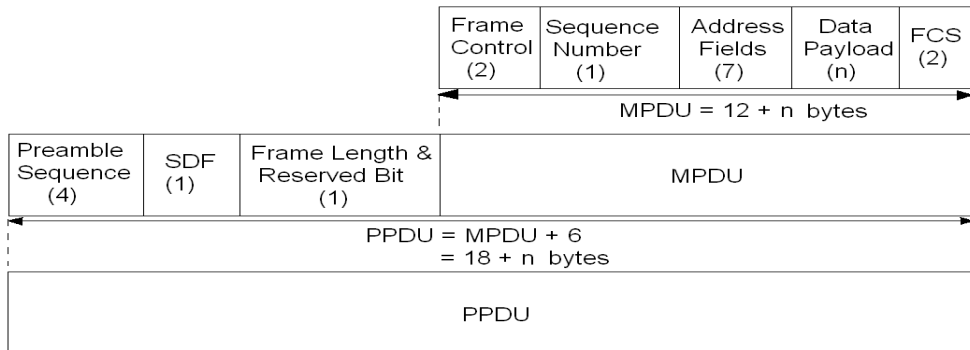 Frame Control (2)
Sequence Number (1)
Address Fields (7)
Data Payload (n)
FCS (2)
MPDU = 12 + n bytes
Preamble Sequence (4)
SDF (1)
Frame Length & Reserved Bit (1)
MPDU
PPDU = MPDU + 6
= 18 + n bytes
PPDU